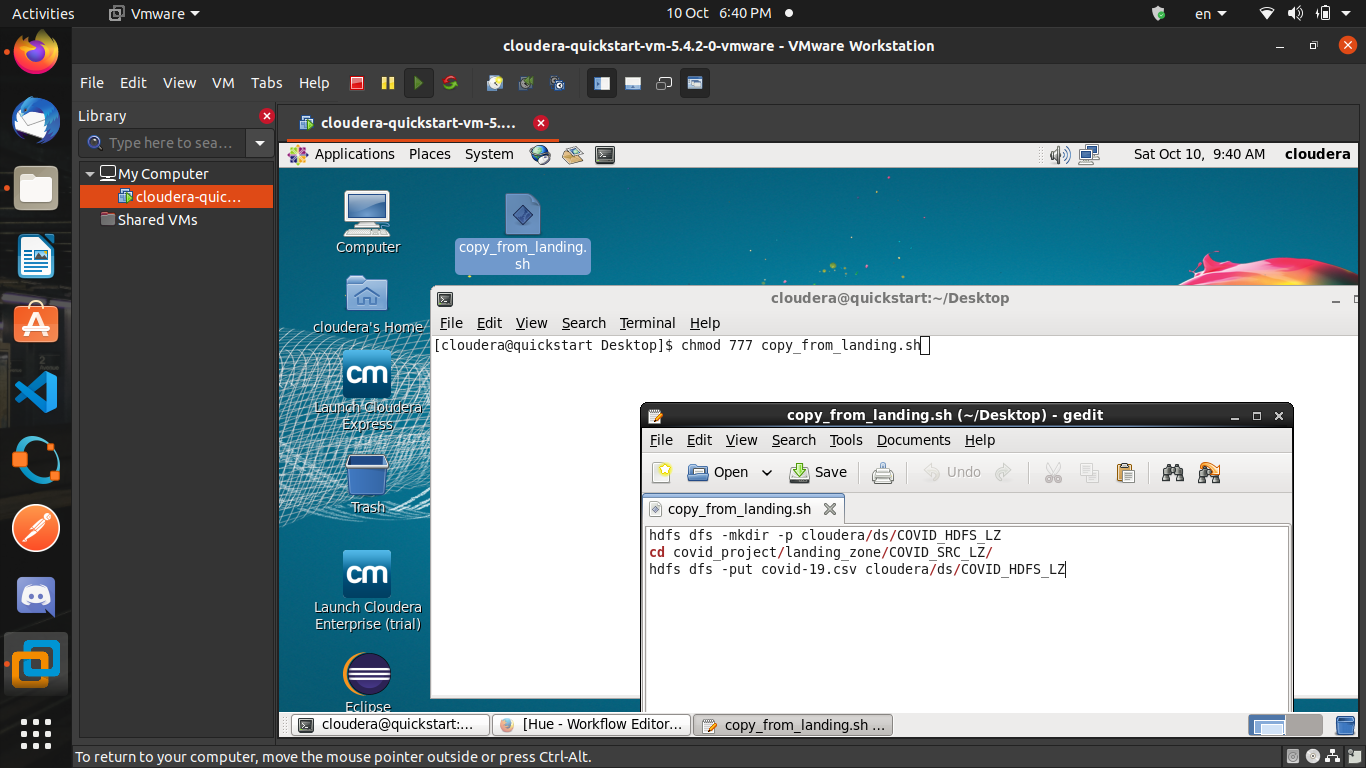 Activities
Vmware
10 Oct 6:40 PM
en
cloudera-quickstart-vm-5.4.2-0-vmware - VMware Workstation
File Edit View VM Tabs Help
Library
Type here to sea...
My Computer
cloudera-quic...
Shared VMs
cloudera-quickstart-vm-5....
Applications Places System
Sat Oct 10, 9:40 AM cloudera
Computer
copy_from_landing.
sh
cloudera's Home
cm
Launch Cloudera
Express
Trash
cm
Launch Cloudera
Enterprise (trial)
Eclipse
cloudera@quickstart:~/Desktop
File Edit View Search Terminal Help
[cloudera@quickstart Desktop]$ chmod 777 copy_from_landing.sh
copy_from_landing.sh (~/Desktop) - gedit
File Edit View Search Tools Documents Help
Open Save Undo
copy_from_landing.sh
hdfs dfs -mkdir -p cloudera/ds/COVID_HDFS_LZ
cd covid_project/landing_zone/COVID_SRC_LZ/
hdfs dfs -put covid-19.csv cloudera/ds/COVID_HDFS_LZ
cloudera@quickstart:...
[Hue - Workflow Editor...
copy_from_landing.sh ...
To return to your computer, move the mouse pointer outside or press Ctrl-Alt.